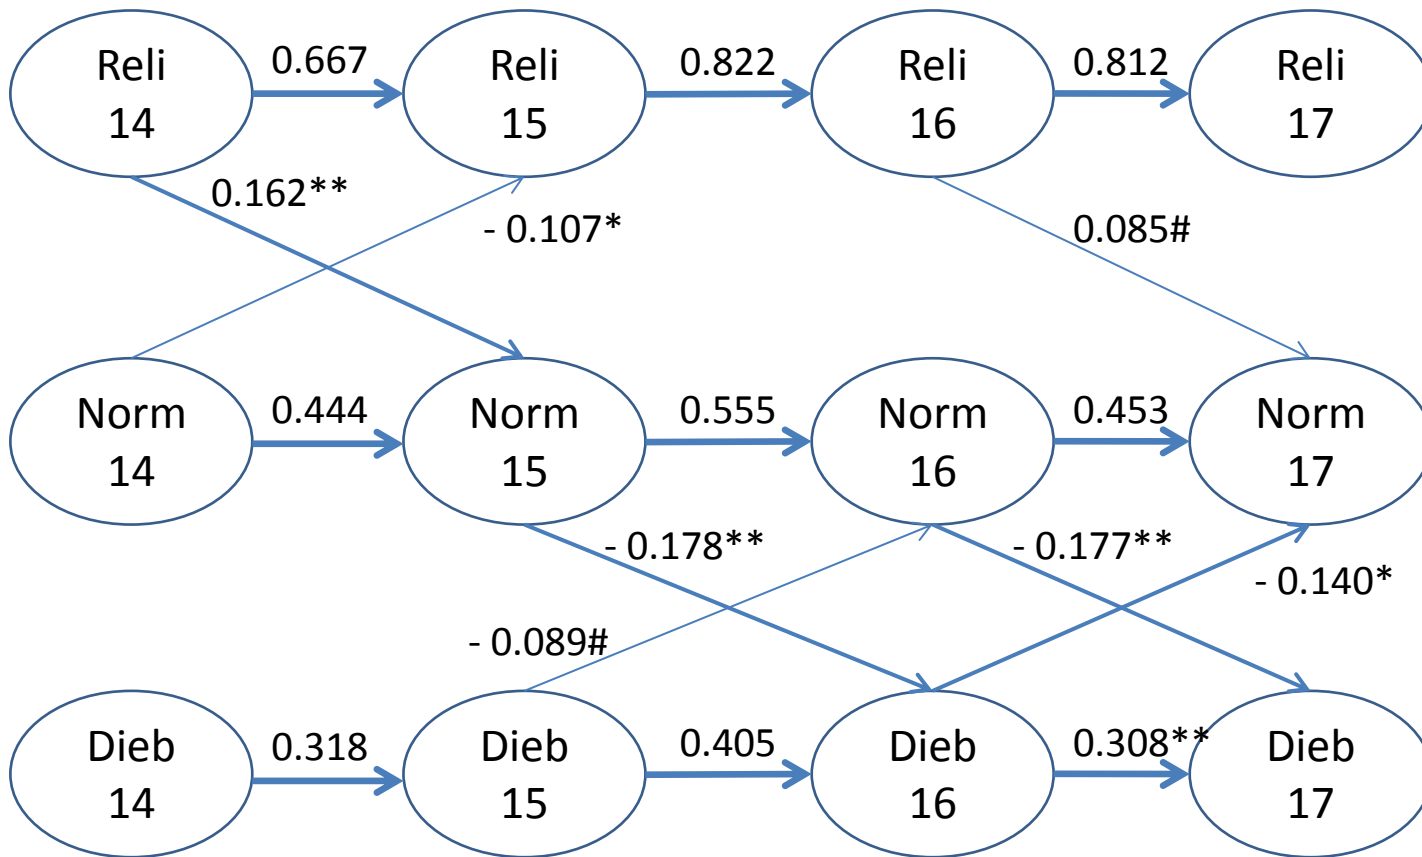 Reli
14
0.667
Reli
15
0.822
Reli
16
0.812
Reli
17
0.162**
- 0.107*
0.085#
Norm
14
0.444
Norm
15
0.555
Norm
16
0.453
Norm
17
- 0.178**
- 0.177**
- 0.140*
- 0.089#
Dieb
14
0.318
Dieb
15
0.405
Dieb
16
0.308**
Dieb
17